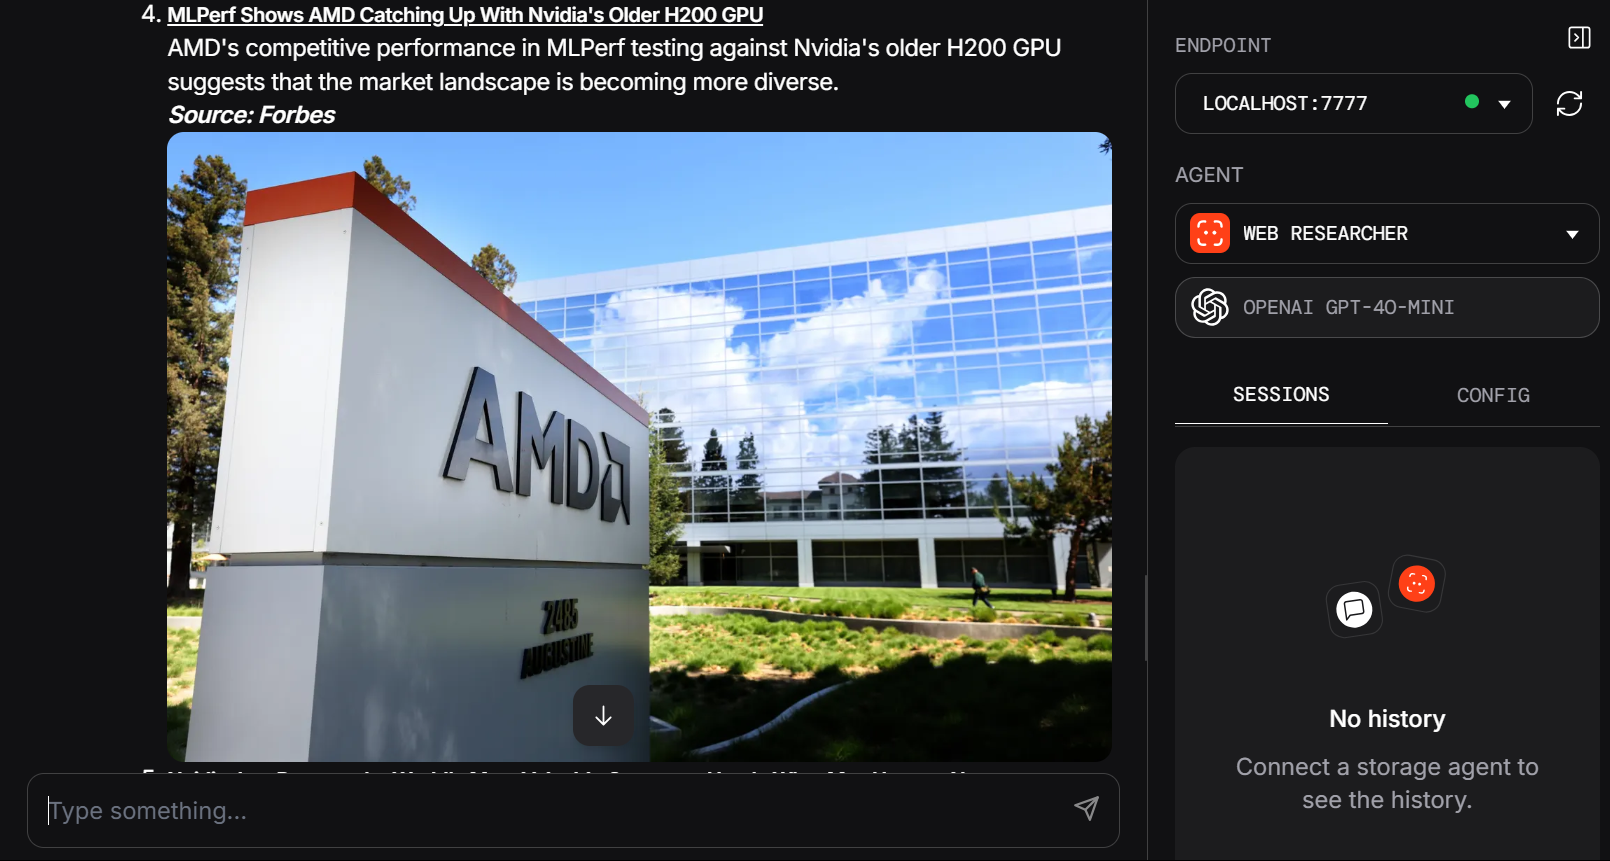 4. MLPerf Shows AMD Catching Up With Nvidia's Older H200 GPU
AMD's competitive performance in MLPerf testing against Nvidia's older H200 GPU
suggests that the market landscape is becoming more diverse.
Source: Forbes
AMD
2485
AUGUSTINE
Type something...
ENDPOINT
LOCALHOST:7777
AGENT
WEB RESEARCHER
OPENAI GPT-4O-MINI
SESSIONS CONFIG
No history
Connect a storage agent to
see the history.